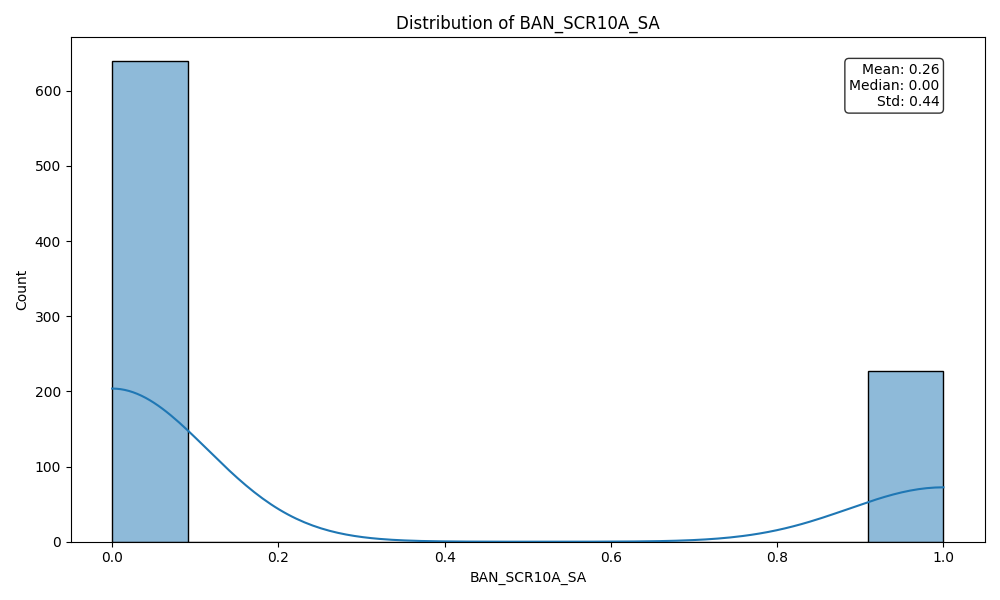 Distribution of BAN_SCR10A_SA
Mean: 0.26
Median: 0.00
Std: 0.44
Count
600
500
400
300
200
100
0
0.0 0.2 0.4 0.6 0.8 1.0
BAN_SCR10A_SA